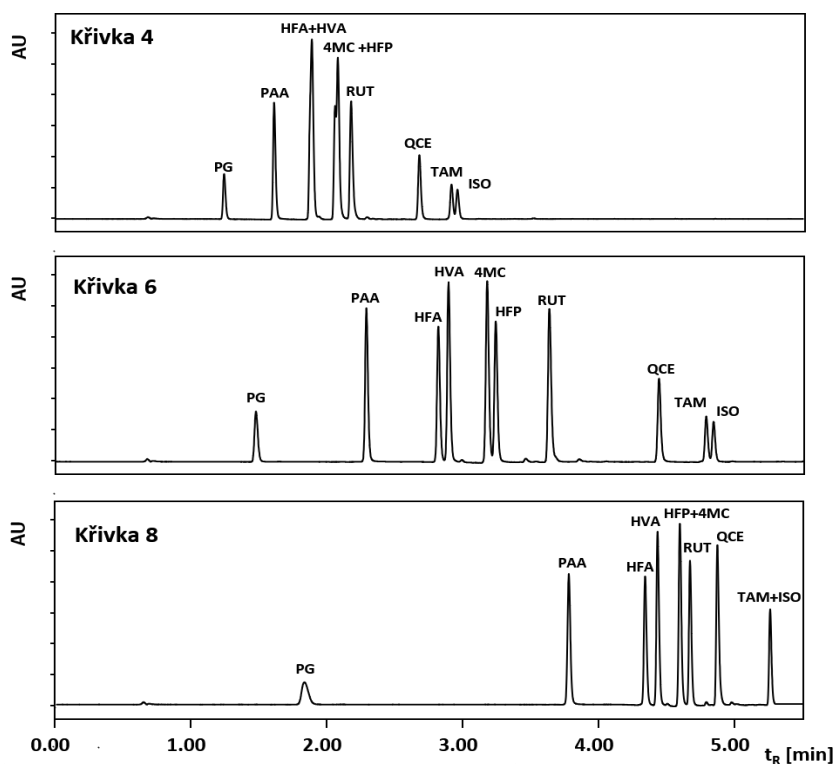 AU
Křivka 4
PG
PAA
HFA+HVA
4MC +HFP
RUT
QCE
TAM
ISO
AU
Křivka 6
PG
PAA
HFA
HVA
4MC
HFP
RUT
QCE
TAM
ISO
AU
Křivka 8
PG
PAA
HFA
HVA
HFP+4MC
RUT
QCE
TAM+ISO
0.00 1.00 2.00 3.00 4.00 5.00
tR [min]